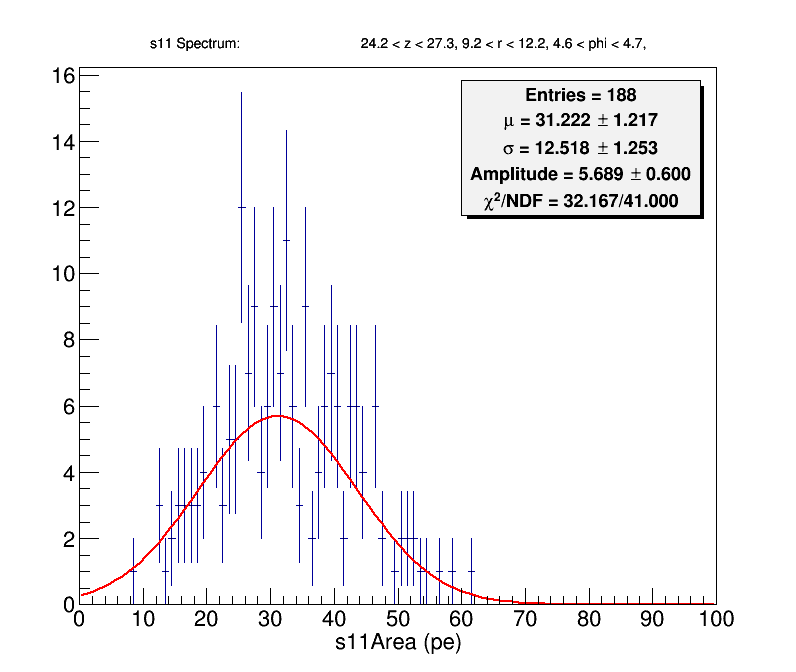 s11 Spectrum: 24.2 < z < 27.3, 9.2 < r < 12.2, 4.6 < phi < 4.7,
Entries = 188
μ = 31.222 ± 1.217
σ = 12.518 ± 1.253
Amplitude = 5.689 ± 0.600
χ²/NDF = 32.167/41.000
16
14
12
10
8
6
4
2
0
0 10 20 30 40 50 60 70 80 90 100
s11Area (pe)